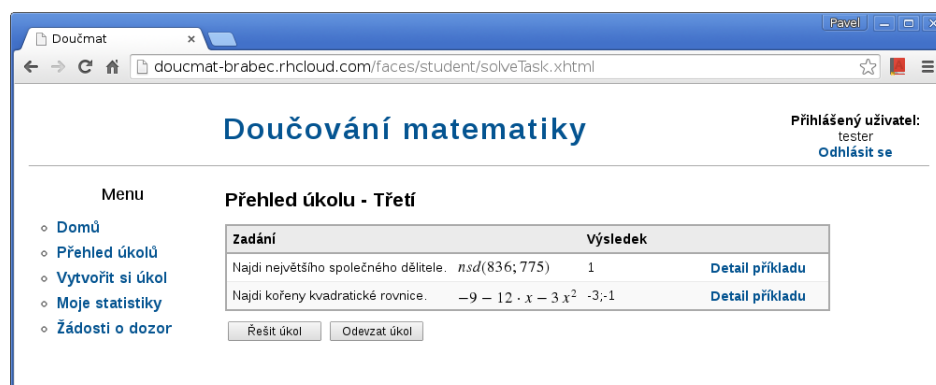 Pavel
Doučmat
doucmat-brabec.rhcloud.com/faces/student/solveTask.xhtml
Doučování matematiky
Přihlášený uživatel:
tester
Odhlásit se
Menu
Domů
Přehled úkolů
Vytvořit si úkol
Moje statistiky
Žádosti o dozor
Přehled úkolu - Třetí
Zadání Výsledek
Najdi největšího společného dělitele. nsd(836; 775) 1 Detail příkladu
Najdi kořeny kvadratické rovnice. −9 − 12 · x − 3 x² -3;-1 Detail příkladu
Řešit úkol Odevzat úkol